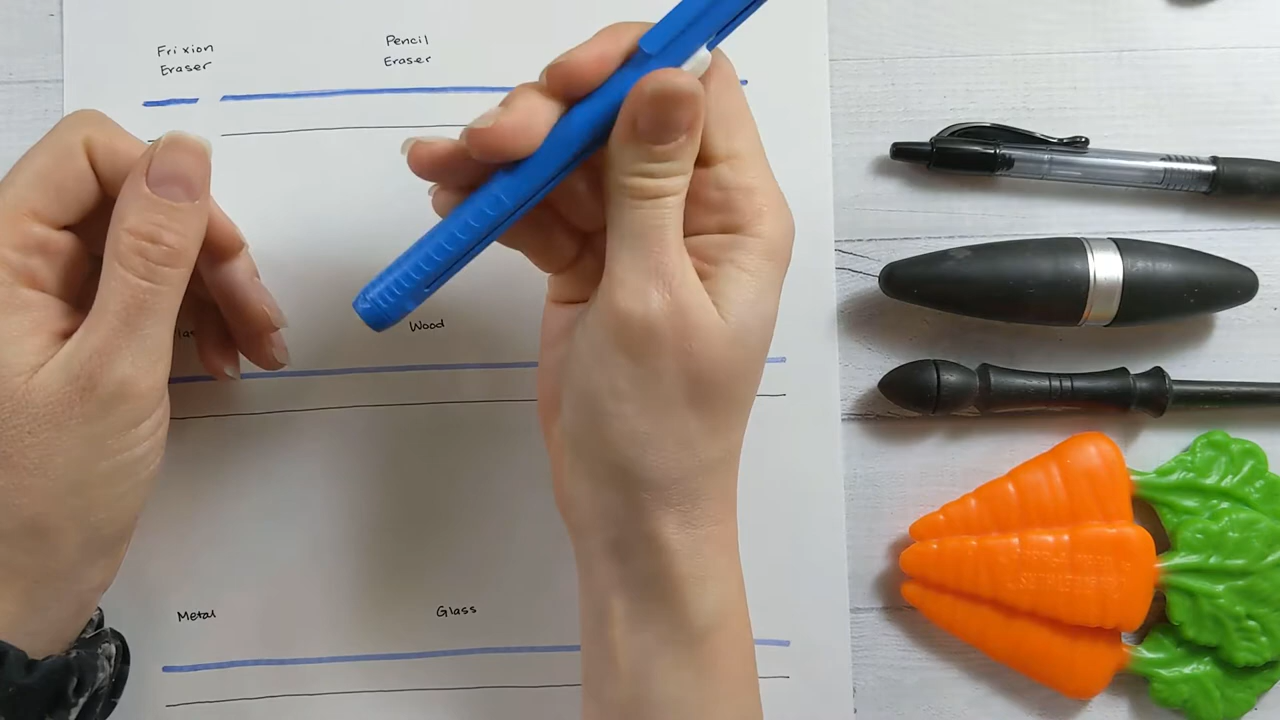 Frixion
Eraser
Pencil
Eraser
Wood
Metal
Glass